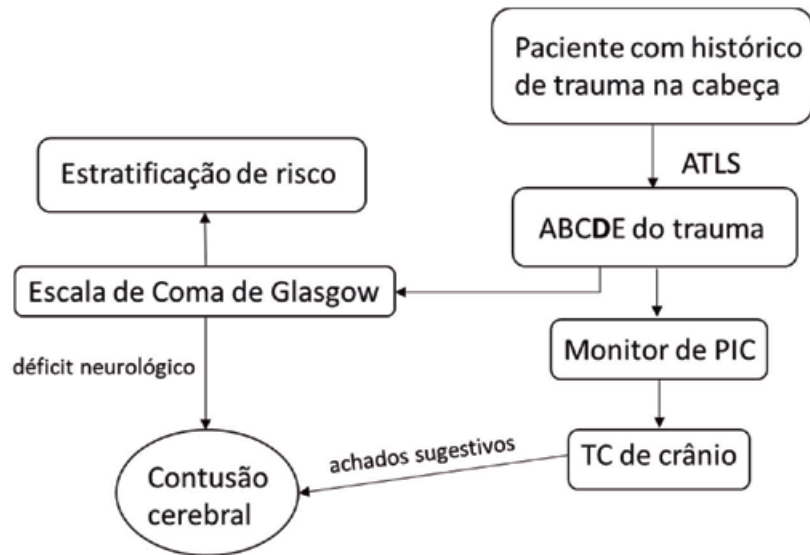 Paciente com histórico
de trauma na cabeça
ATLS
Estratificação de risco
ABCDE do trauma
Escala de Coma de Glasgow
Monitor de PIC
déficit neurológico
achados sugestivos
TC de crânio
Contusão
cerebral